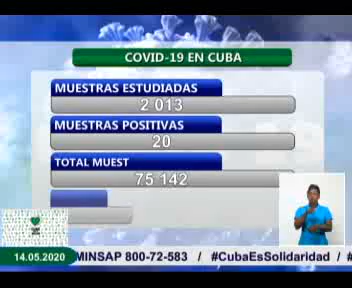 COVID-19 EN CUBA
MUESTRAS ESTUDIADAS
2 013
MUESTRAS POSITIVAS
20
TOTAL MUEST
75 142
14.05.2020 MINSAP 800-72-583 / #CubaEsSolidaridad / #